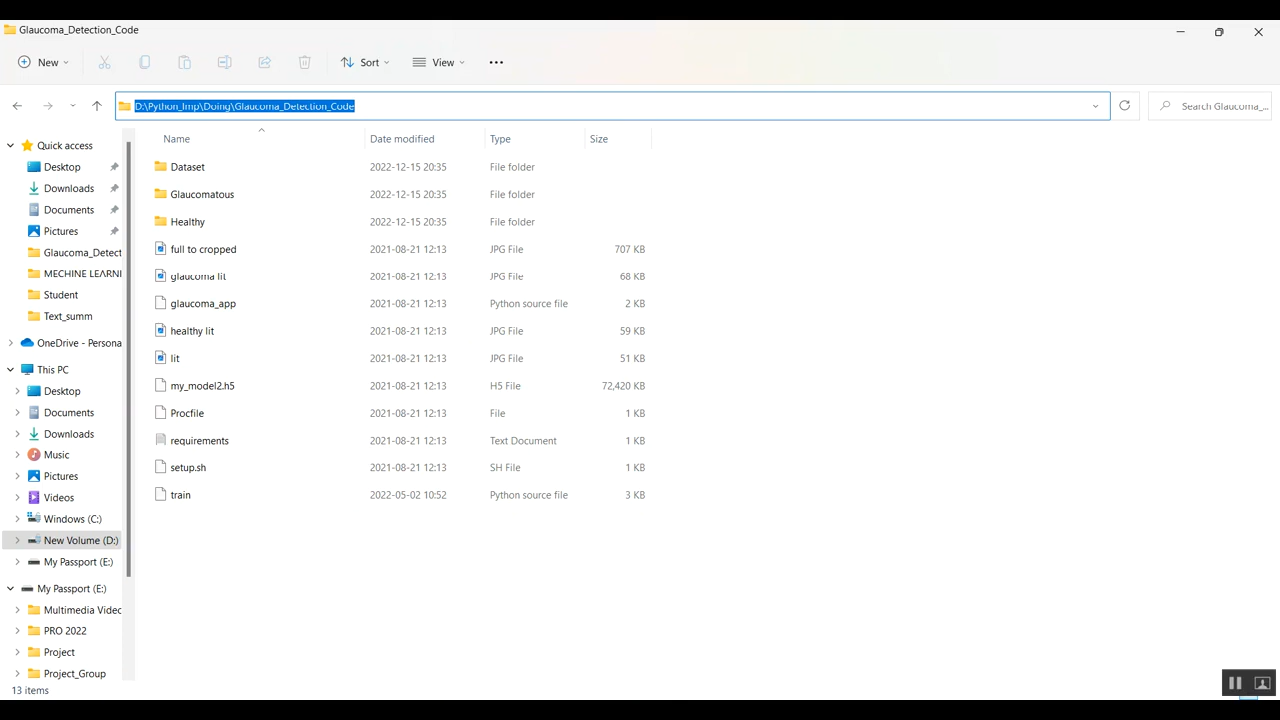 Glaucoma_Detection_Code
New
Sort
View
D:\Python_Imp\Doing\Glaucoma_Detection_Code
Search Glaucoma_...
Quick access
Desktop
Downloads
Documents
Pictures
Glaucoma_Detect
MECHINE LEARNI
Student
Text_summ
OneDrive - Persona
This PC
Desktop
Documents
Downloads
Music
Pictures
Videos
Windows (C:)
New Volume (D:)
My Passport (E:)
My Passport (E:)
Multimedia Videc
PRO 2022
Project
Project_Group
Name Date modified Type Size
Dataset 2022-12-15 20:35 File folder
Glaucomatous 2022-12-15 20:35 File folder
Healthy 2022-12-15 20:35 File folder
full to cropped 2021-08-21 12:13 JPG File 707 KB
glaucoma lit 2021-08-21 12:13 JPG File 68 KB
glaucoma_app 2021-08-21 12:13 Python source file 2 KB
healthy lit 2021-08-21 12:13 JPG File 59 KB
lit 2021-08-21 12:13 JPG File 51 KB
my_model2.h5 2021-08-21 12:13 H5 File 72,420 KB
Procfile 2021-08-21 12:13 File 1 KB
requirements 2021-08-21 12:13 Text Document 1 KB
setup.sh 2021-08-21 12:13 SH File 1 KB
train 2022-05-02 10:52 Python source file 3 KB
13 items